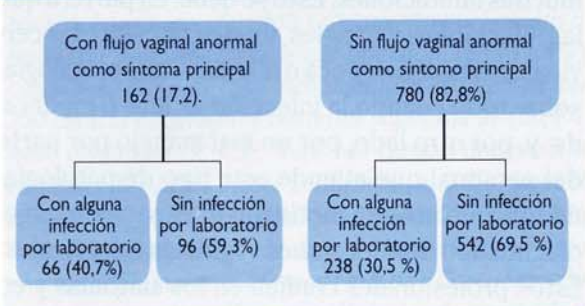 Con flujo vaginal anormal
como síntoma principal
162 (17,2).
Sin flujo vaginal anormal
como síntomo principal
780 (82,8%)
Con alguna
infección
por laboratorio
66 (40,7%)
Sin infección
por laboratorio
96 (59,3%)
Con alguna
infección
por laboratorio
238 (30,5 %)
Sin infección
por laboratorio
542 (69,5 %)